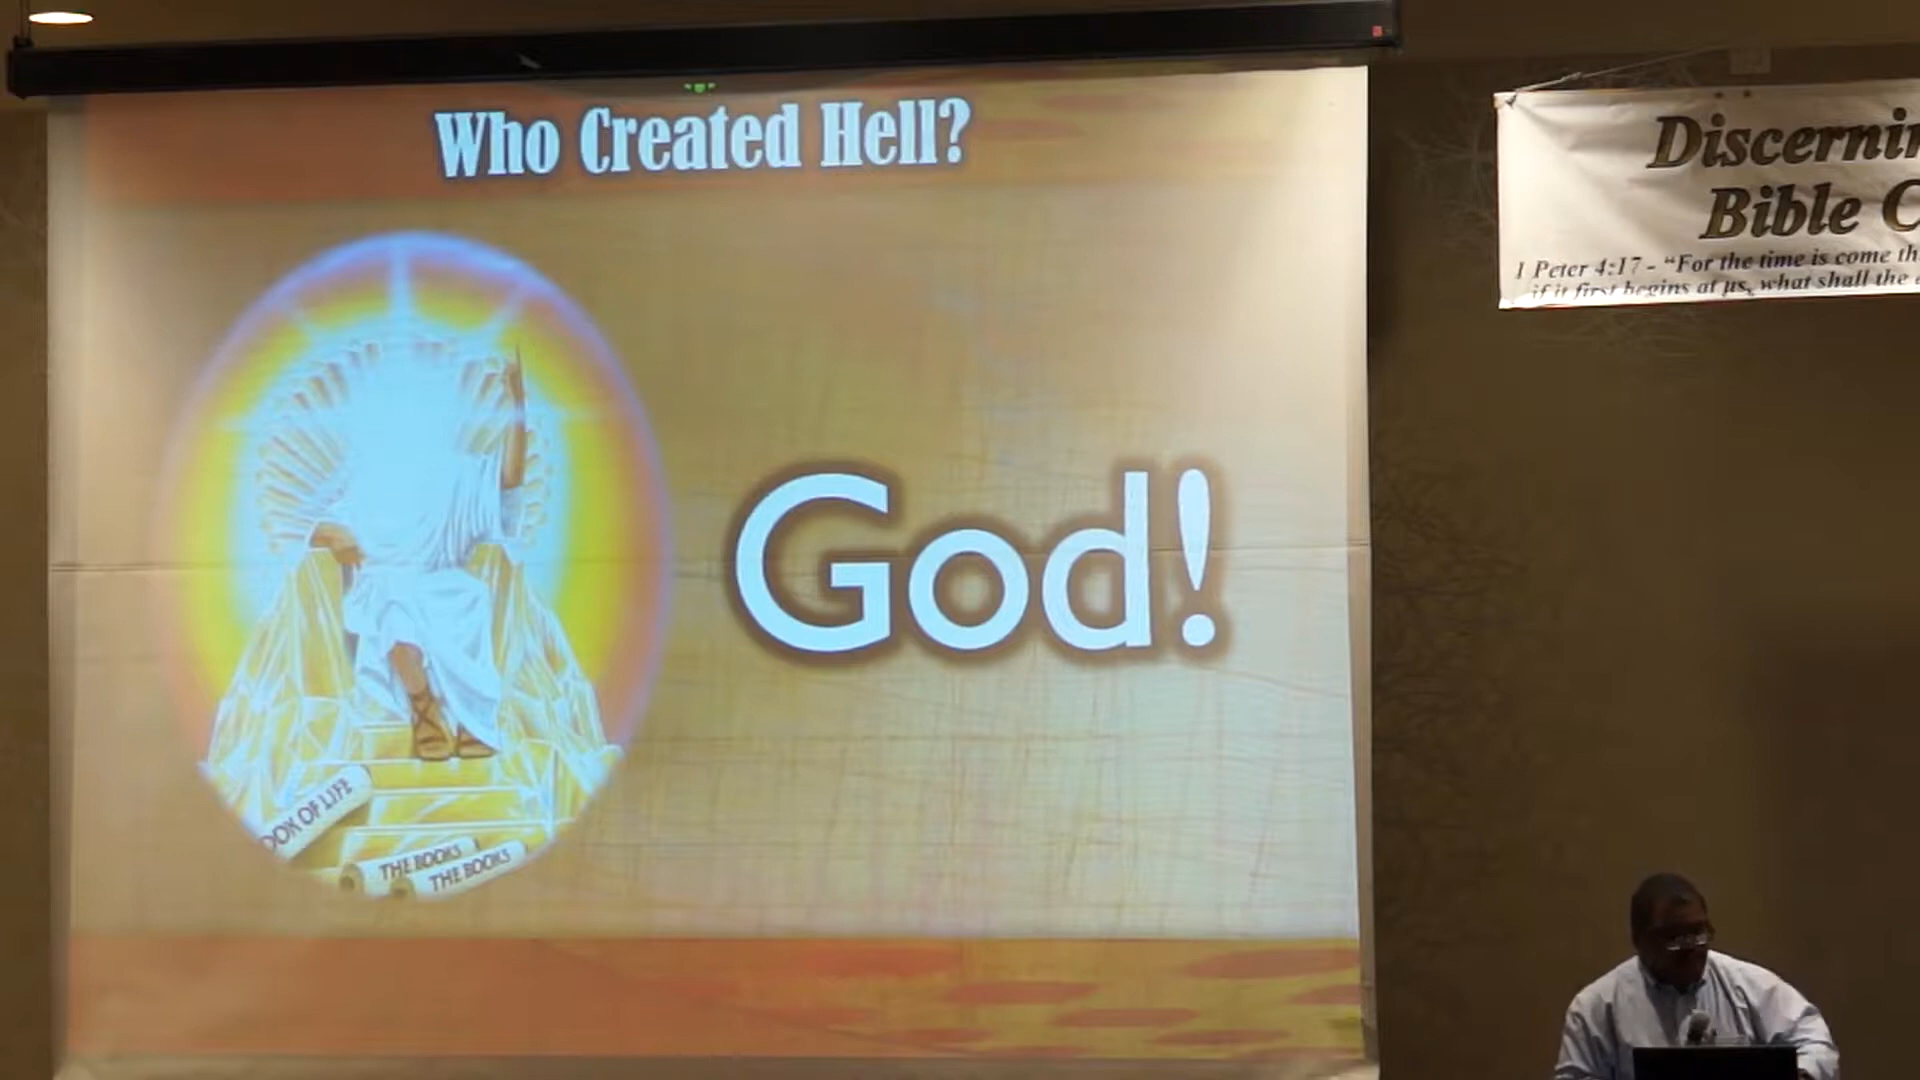 Who Created Hell?
God!
OOK OF LIFE
THE BOOKS
THE BOOKS
Discernin
Bible C
I Peter 4:17 - “For the time is come th
if it first begins at us, what shall the